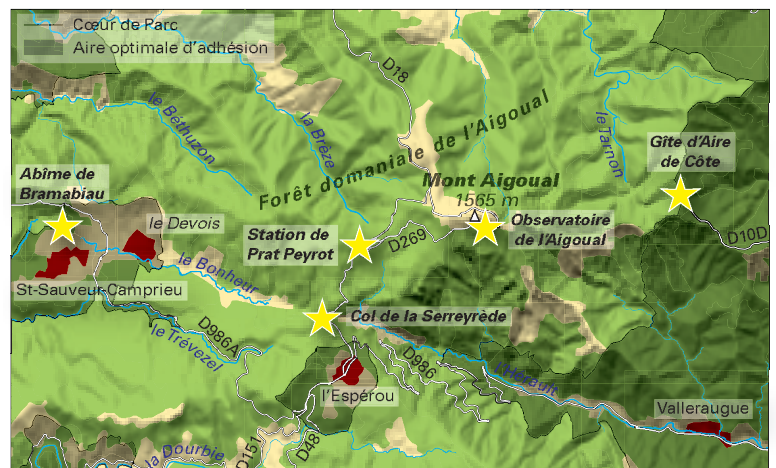 Cœur de Parc
Aire optimale d'adhésion
D18
le Béthuzon
la Brèze
le Tarnon
Forêt domaniale de l'Aigoual
Gîte d'Aire
de Côte
Abîme de
Bramabiau
Mont Aigoual
1565 m
le Devois
Station de
Prat Peyrot
D269
Observatoire
de l'Aigoual
D10D
le Bonheur
St-Sauveur-Camprieu
Col de la Serreyrède
D986A
le Trévezel
D986
l'Hérault
l'Espérou
Valleraugue
la Dourbie
D151
D48